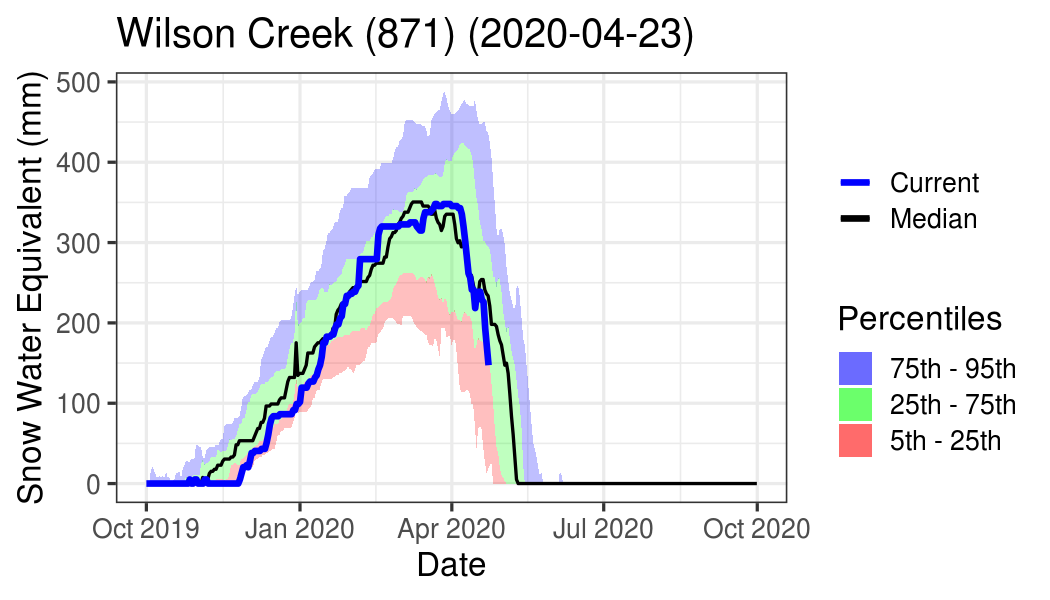 Wilson Creek (871) (2020-04-23)
Snow Water Equivalent (mm)
500
400
300
200
100
0
Oct 2019
Jan 2020
Apr 2020
Jul 2020
Oct 2020
Date
Current
Median
Percentiles
75th - 95th
25th - 75th
5th - 25th